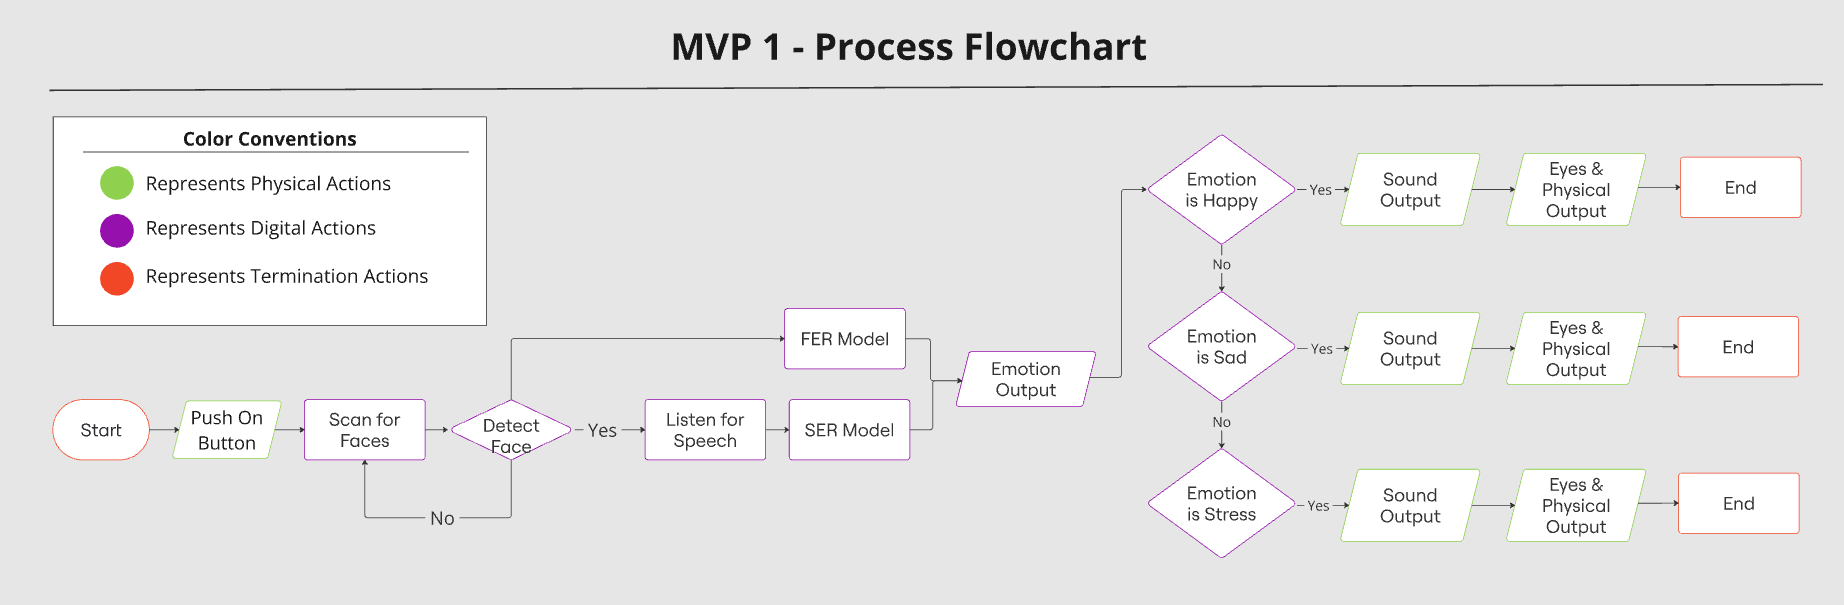 MVP 1 - Process Flowchart
Color Conventions
Represents Physical Actions
Represents Digital Actions
Represents Termination Actions
Start
Push On
Button
Scan for
Faces
Detect
Face
No
Yes
Listen for
Speech
FER Model
SER Model
Emotion
Output
Emotion
is Happy
Yes
Sound
Output
Eyes &
Physical
Output
End
No
Emotion
is Sad
Yes
Sound
Output
Eyes &
Physical
Output
End
No
Emotion
is Stress
Yes
Sound
Output
Eyes &
Physical
Output
End